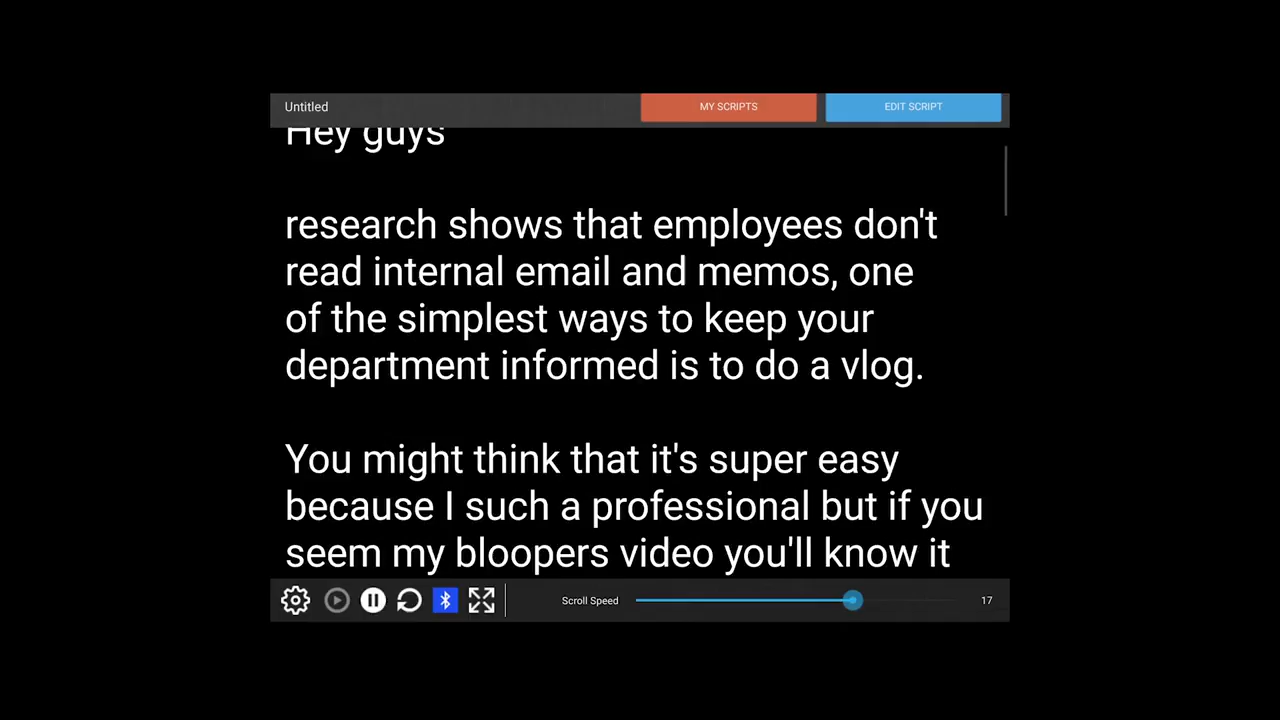 Untitled
MY SCRIPTS
EDIT SCRIPT
Hey guys
research shows that employees don't
read internal email and memos, one
of the simplest ways to keep your
department informed is to do a vlog.
You might think that it's super easy
because I such a professional but if you
seem my bloopers video you'll know it
Scroll Speed
17